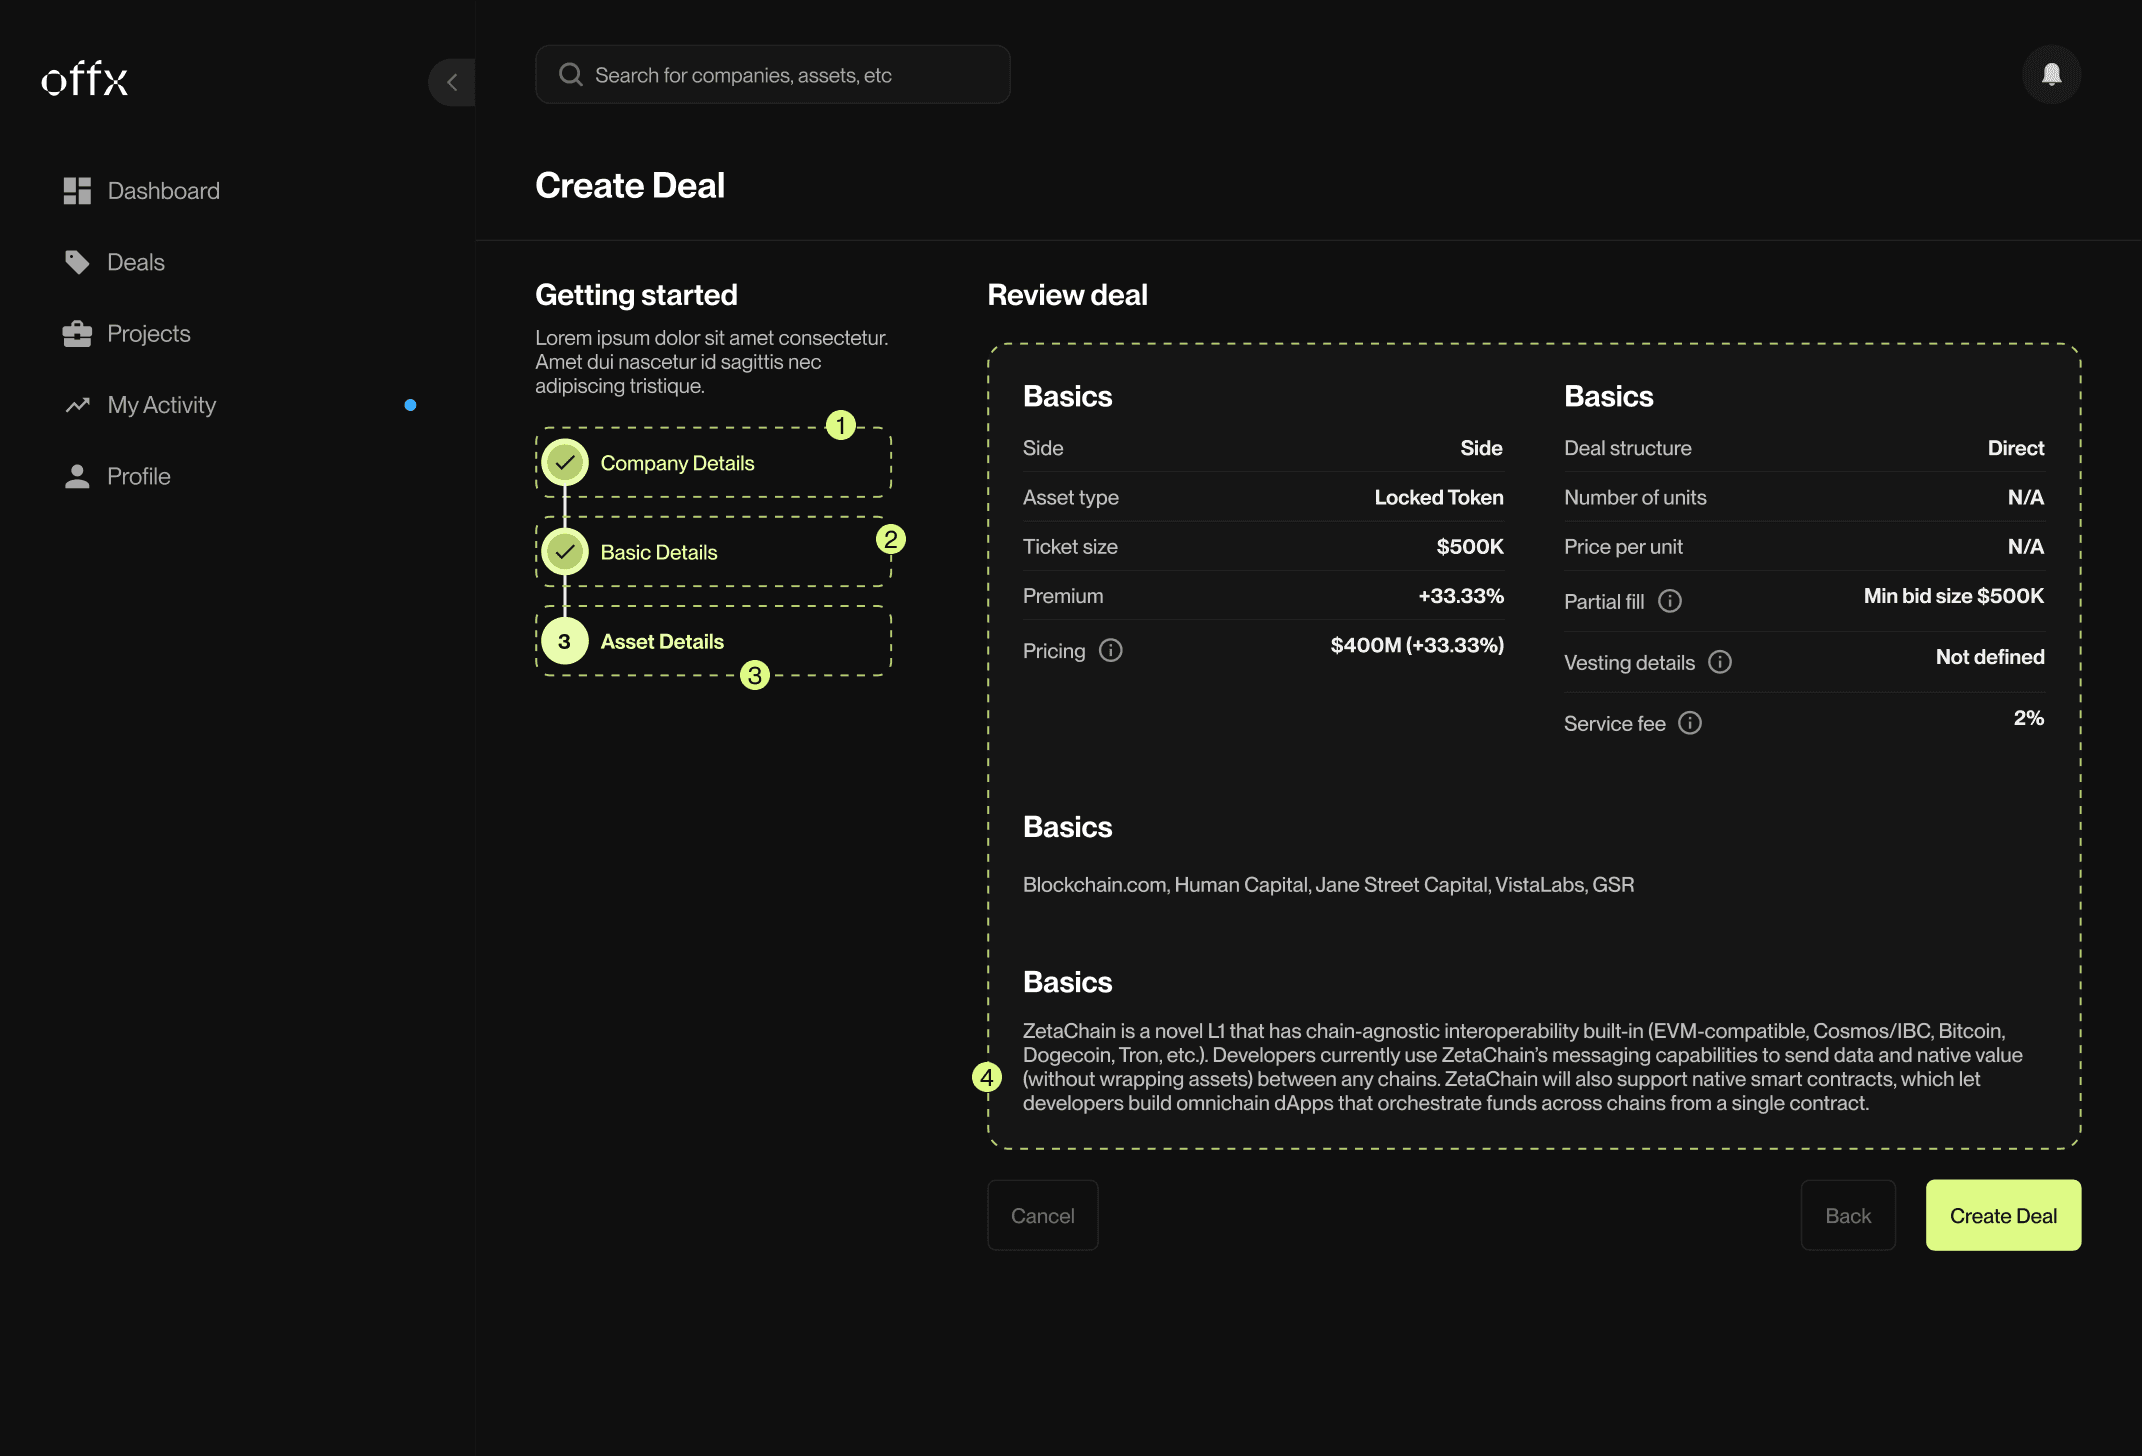 offx
Search for companies, assets, etc
Dashboard
Deals
Projects
My Activity
Profile
Create Deal
Getting started
Lorem ipsum dolor sit amet consectetur.
Amet dui nascetur id sagittis nec
adipiscing tristique.
1
Company Details
2
Basic Details
3 Asset Details
3
Review deal
Basics
Side Side
Asset type Locked Token
Ticket size $500K
Premium +33.33%
Pricing $400M (+33.33%)
Basics
Deal structure Direct
Number of units N/A
Price per unit N/A
Partial fill Min bid size $500K
Vesting details Not defined
Service fee 2%
Basics
Blockchain.com, Human Capital, Jane Street Capital, VistaLabs, GSR
Basics
ZetaChain is a novel L1 that has chain-agnostic interoperability built-in (EVM-compatible, Cosmos/IBC, Bitcoin,
Dogecoin, Tron, etc.). Developers currently use ZetaChain’s messaging capabilities to send data and native value
(without wrapping assets) between any chains. ZetaChain will also support native smart contracts, which let
developers build omnichain dApps that orchestrate funds across chains from a single contract.
4
Cancel
Back
Create Deal